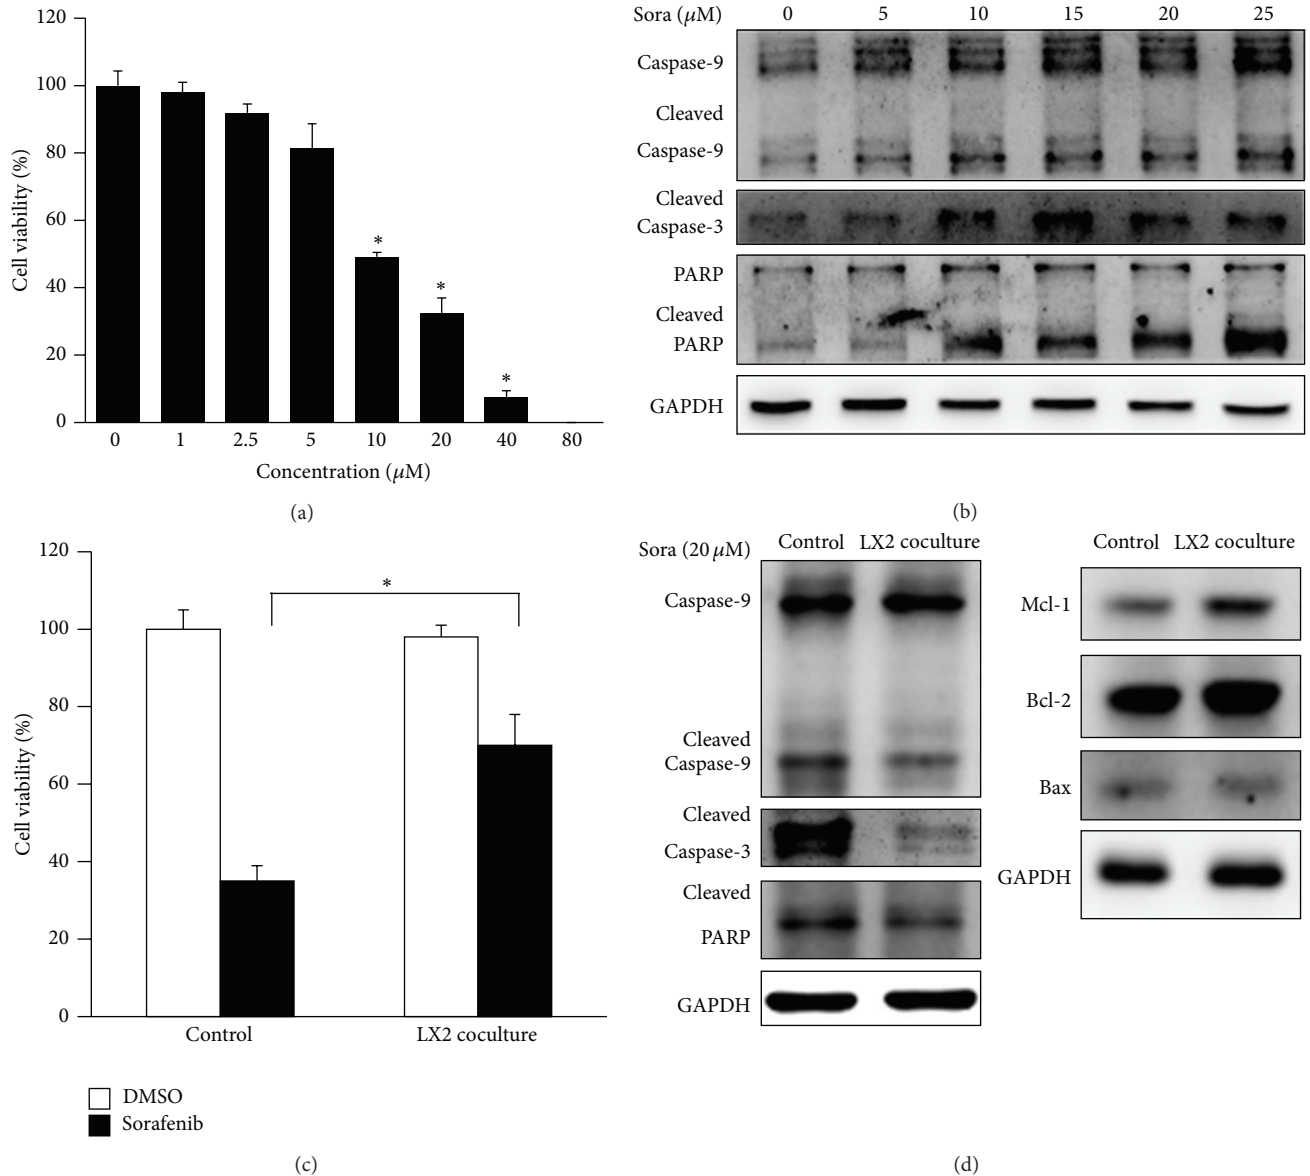 120
100
80
60
40
20
0
Cell viability (%)
*
*
*
0 1 2.5 5 10 20 40 80
Concentration (μM)
(a)
Sora (μM) 0 5 10 15 20 25
Caspase-9
Cleaved
Caspase-9
Cleaved
Caspase-3
PARP
Cleaved
PARP
GAPDH
(b)
120
100
80
60
40
20
0
Cell viability (%)
*
Control LX2 coculture
DMSO
Sorafenib
(c)
Sora (20 μM) Control LX2 coculture
Caspase-9
Cleaved
Caspase-9
Cleaved
Caspase-3
Cleaved
PARP
GAPDH
Control LX2 coculture
Mcl-1
Bcl-2
Bax
GAPDH
(d)